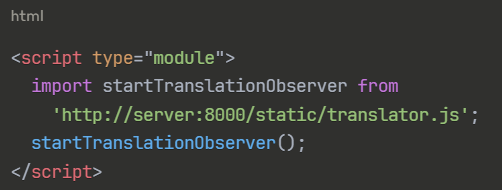 html
<script type="module">
import startTranslationObserver from
'http://server:8000/static/translator.js';
startTranslationObserver();
</script>